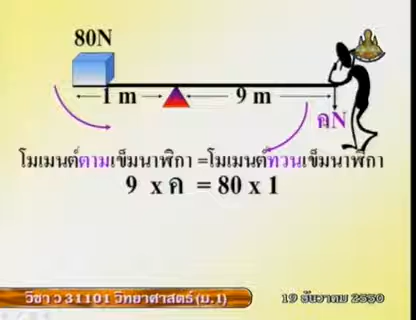 80N
1 m
9 m
คN
โมเมนต์ตามเข็มนาฬิกา =โมเมนต์ทวนเข็มนาฬิกา
9 x ค = 80 x 1
วิชา ว 31101 วิทยาศาสตร์ (ม.1)
19 ธันวาคม 2550